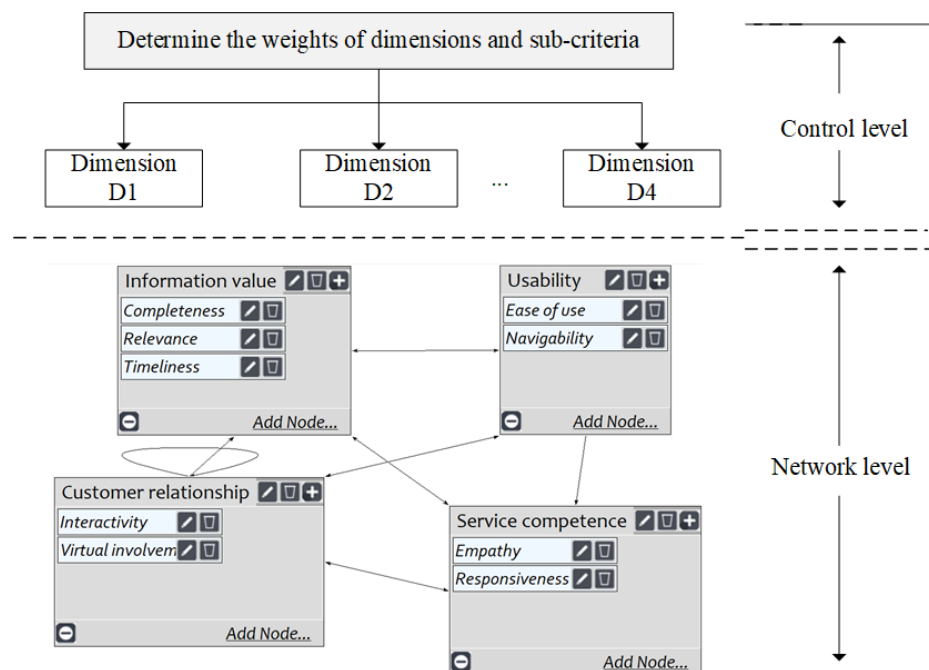 Determine the weights of dimensions and sub-criteria
Control level
Dimension
D1
Dimension
D2
...
Dimension
D4
Information value
Completeness
Relevance
Timeliness
Add Node...
Usability
Ease of use
Navigability
Add Node...
Network level
Customer relationship
Interactivity
Virtual involvem
Add Node...
Service competence
Empathy
Responsiveness
Add Node...